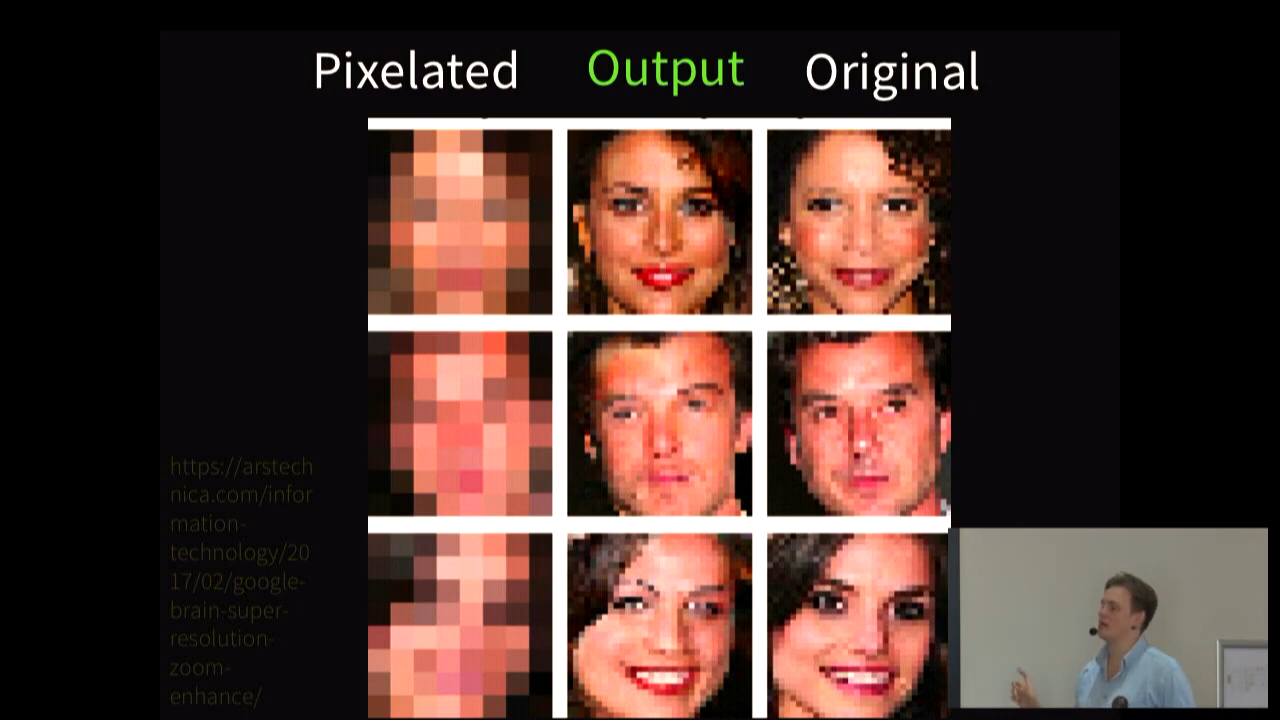 Pixelated Output Original
https://arstech
nica.com/infor
mation-
technology/20
17/02/google-
brain-super-
resolution-
zoom-
enhance/